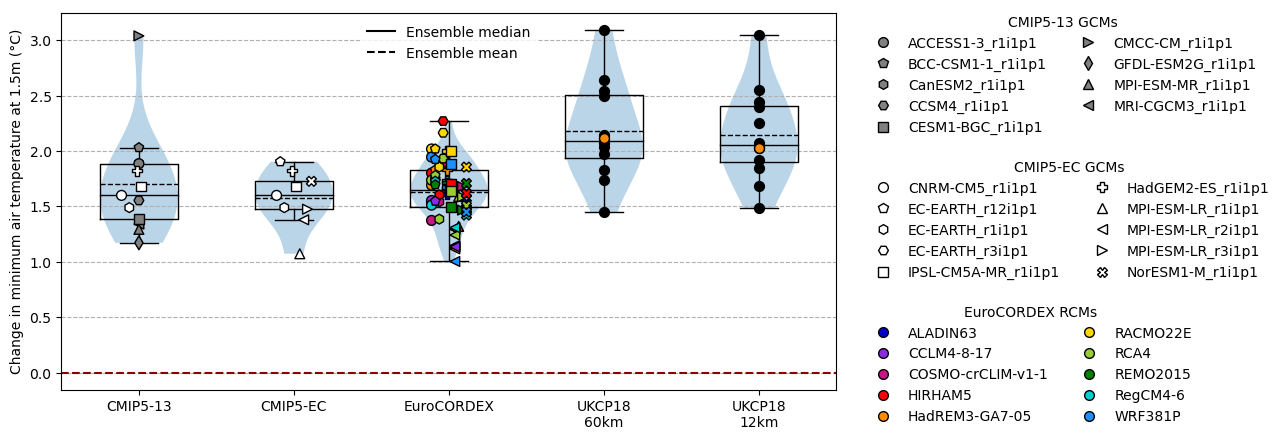 Change in minimum air temperature at 1.5m (°C)
3.0
2.5
2.0
1.5
1.0
0.5
0.0
Ensemble median
Ensemble mean
CMIP5-13
CMIP5-EC
EuroCORDEX
UKCP18
60km
UKCP18
12km
CMIP5-13 GCMs
ACCESS1-3_r1i1p1
BCC-CSM1-1_r1i1p1
CanESM2_r1i1p1
CCSM4_r1i1p1
CESM1-BGC_r1i1p1
CMCC-CM_r1i1p1
GFDL-ESM2G_r1i1p1
MPI-ESM-MR_r1i1p1
MRI-CGCM3_r1i1p1
CMIP5-EC GCMs
CNRM-CM5_r1i1p1
EC-EARTH_r12i1p1
EC-EARTH_r1i1p1
EC-EARTH_r3i1p1
IPSL-CM5A-MR_r1i1p1
HadGEM2-ES_r1i1p1
MPI-ESM-LR_r1i1p1
MPI-ESM-LR_r2i1p1
MPI-ESM-LR_r3i1p1
NorESM1-M_r1i1p1
EuroCORDEX RCMs
ALADIN63
CCLM4-8-17
COSMO-crCLIM-v1-1
HIRHAM5
HadREM3-GA7-05
RACMO22E
RCA4
REMO2015
RegCM4-6
WRF381P